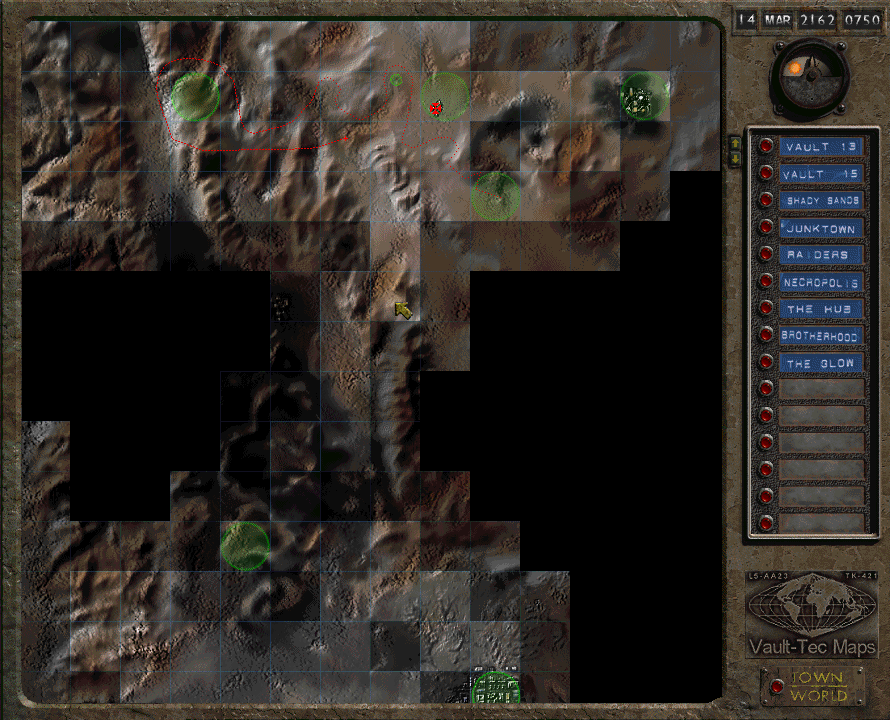 14 MAR 2162 0750
VAULT 13
VAULT 15
SHADY SANDS
JUNKTOWN
RAIDERS
NECROPOLIS
THE HUB
BROTHERHOOD
THE GLOW
LS-AA23 TK-421
Vault-Tec Maps
TOWN
WORLD